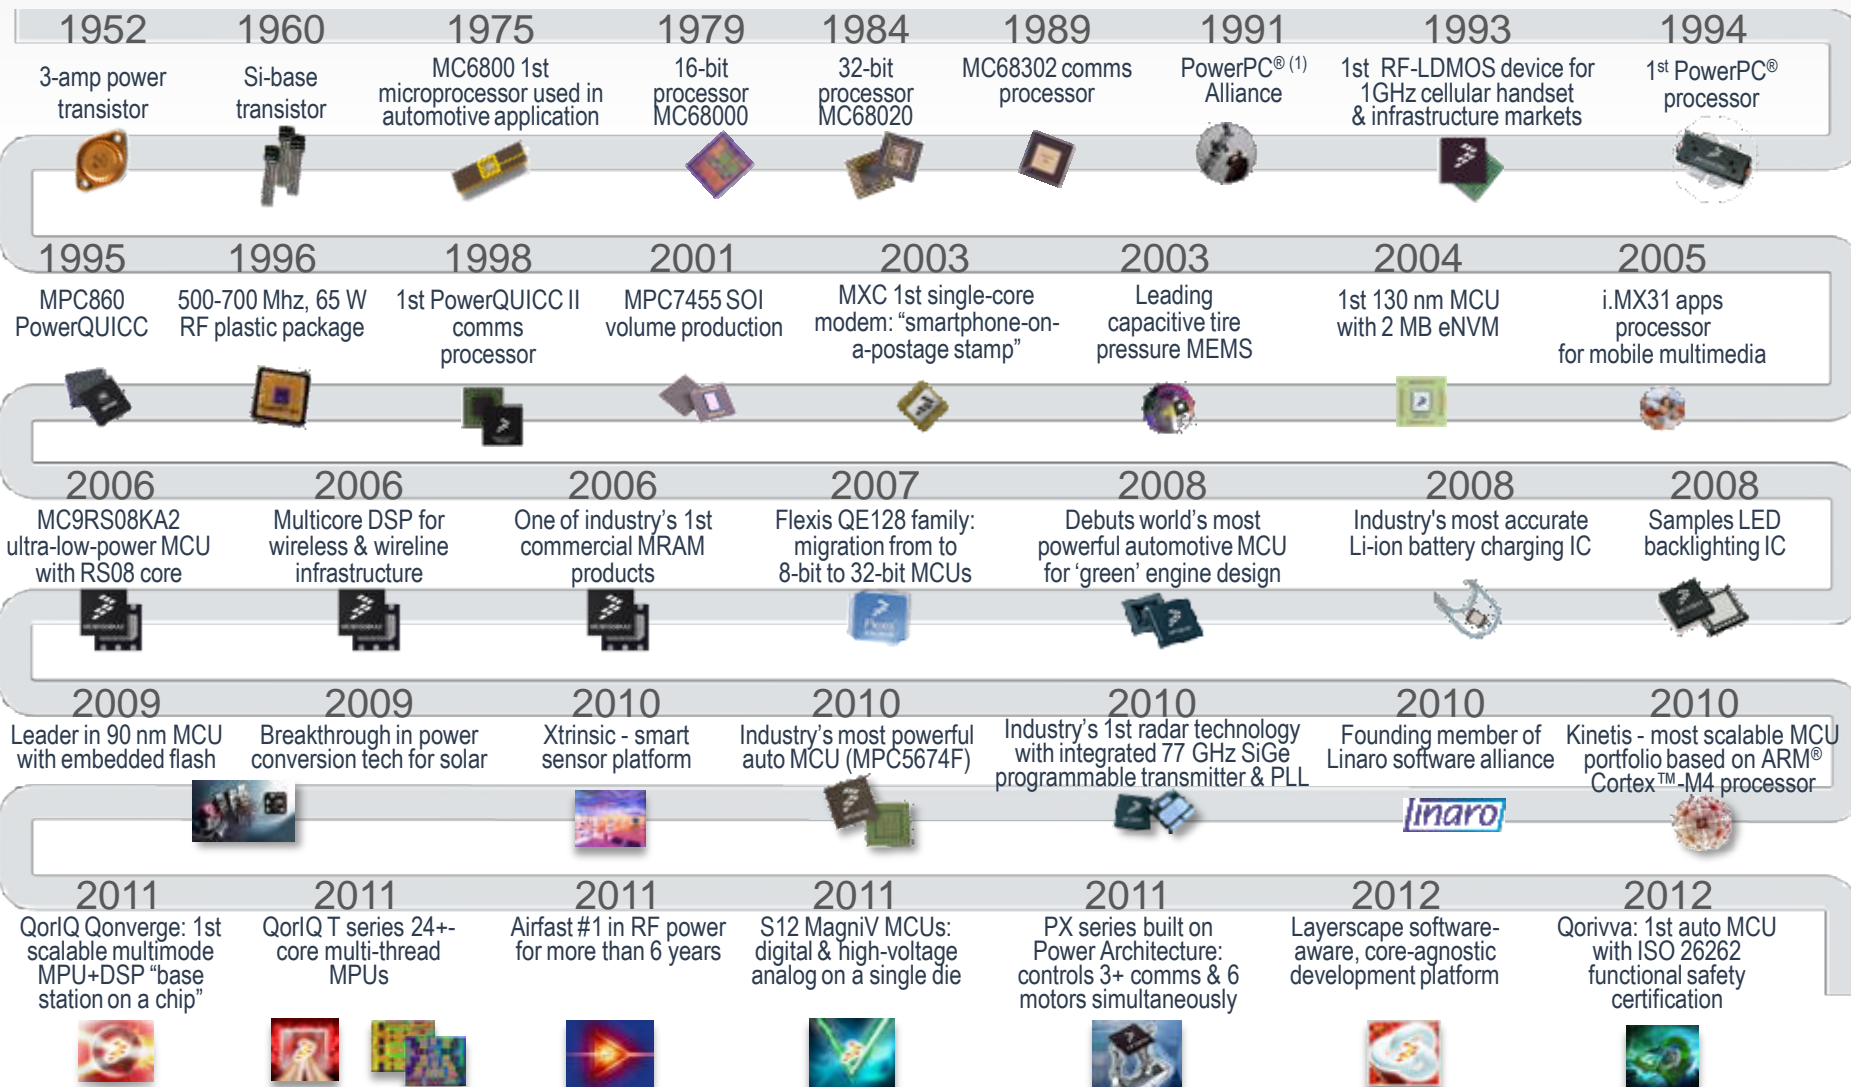 1952
3-amp power
transistor
1960
Si-base
transistor
1975
MC6800 1st
microprocessor used in
automotive application
1979
16-bit
processor
MC68000
1984
32-bit
processor
MC68020
1989
MC68302 comms
processor
1991
PowerPC® (1)
Alliance
1993
1st RF-LDMOS device for
1GHz cellular handset
& infrastructure markets
1994
1st PowerPC®
processor
1995
MPC860
PowerQUICC
1996
500-700 Mhz, 65 W
RF plastic package
1998
1st PowerQUICC II
comms
processor
2001
MPC7455 SOI
volume production
2003
MXC 1st single-core
modem: “smartphone-on-
a-postage stamp”
2003
Leading
capacitive tire
pressure MEMS
2004
1st 130 nm MCU
with 2 MB eNVM
2005
i.MX31 apps
processor
for mobile multimedia
2006
MC9RS08KA2
ultra-low-power MCU
with RS08 core
2006
Multicore DSP for
wireless & wireline
infrastructure
2006
One of industry’s 1st
commercial MRAM
products
2007
Flexis QE128 family:
migration from to
8-bit to 32-bit MCUs
2008
Debuts world’s most
powerful automotive MCU
for ‘green’ engine design
2008
Industry's most accurate
Li-ion battery charging IC
2008
Samples LED
backlighting IC
2009
Leader in 90 nm MCU
with embedded flash
2009
Breakthrough in power
conversion tech for solar
2010
Xtrinsic - smart
sensor platform
2010
Industry’s most powerful
auto MCU (MPC5674F)
2010
Industry’s 1st radar technology
with integrated 77 GHz SiGe
programmable transmitter & PLL
2010
Founding member of
Linaro software alliance
linaro
2010
Kinetis - most scalable MCU
portfolio based on ARM®
Cortex™-M4 processor
2011
QorIQ Qonverge: 1st
scalable multimode
MPU+DSP “base
station on a chip”
2011
QorIQ T series 24+-
core multi-thread
MPUs
2011
Airfast #1 in RF power
for more than 6 years
2011
S12 MagniV MCUs:
digital & high-voltage
analog on a single die
2011
PX series built on
Power Architecture:
controls 3+ comms & 6
motors simultaneously
2012
Layerscape software-
aware, core-agnostic
development platform
2012
Qorivva: 1st auto MCU
with ISO 26262
functional safety
certification